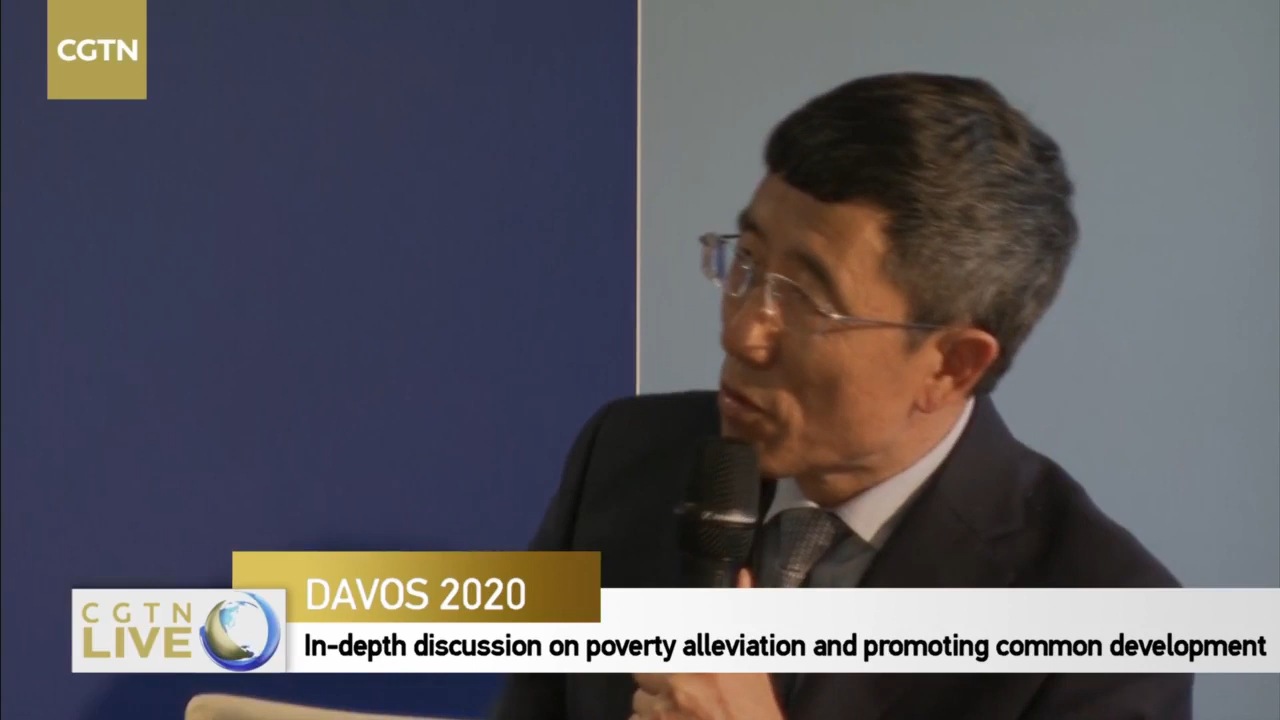 CGTN
DAVOS 2020
CGTN
LIVE
In-depth discussion on poverty alleviation and promoting common development